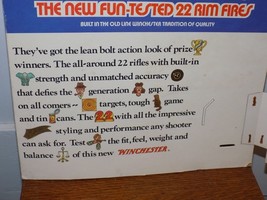 THE NEW FUN-TESTED 22 RIM FIRES
BUILT IN THE OLD LINE WINCHESTER TRADITION OF QUALITY
They've got the lean bolt action look of prize
winners. The all-around 22 rifles with built-in
strength and unmatched accuracy
that defies the generation gap. Takes
on all comers~ targets, tough game
and tin cans. The 22 with all the impressive
styling and performance any shooter
can ask for. Test the fit, feel, weight and
balance of this new WINCHESTER.